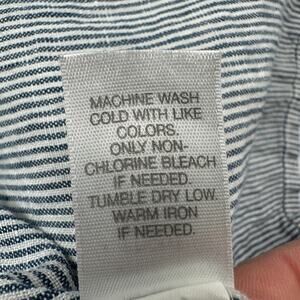 MACHINE WASH
COLD WITH LIKE
COLORS.
ONLY NON-
CHLORINE BLEACH
IF NEEDED.
TUMBLE DRY LOW.
WARM IRON
IF NEEDED.